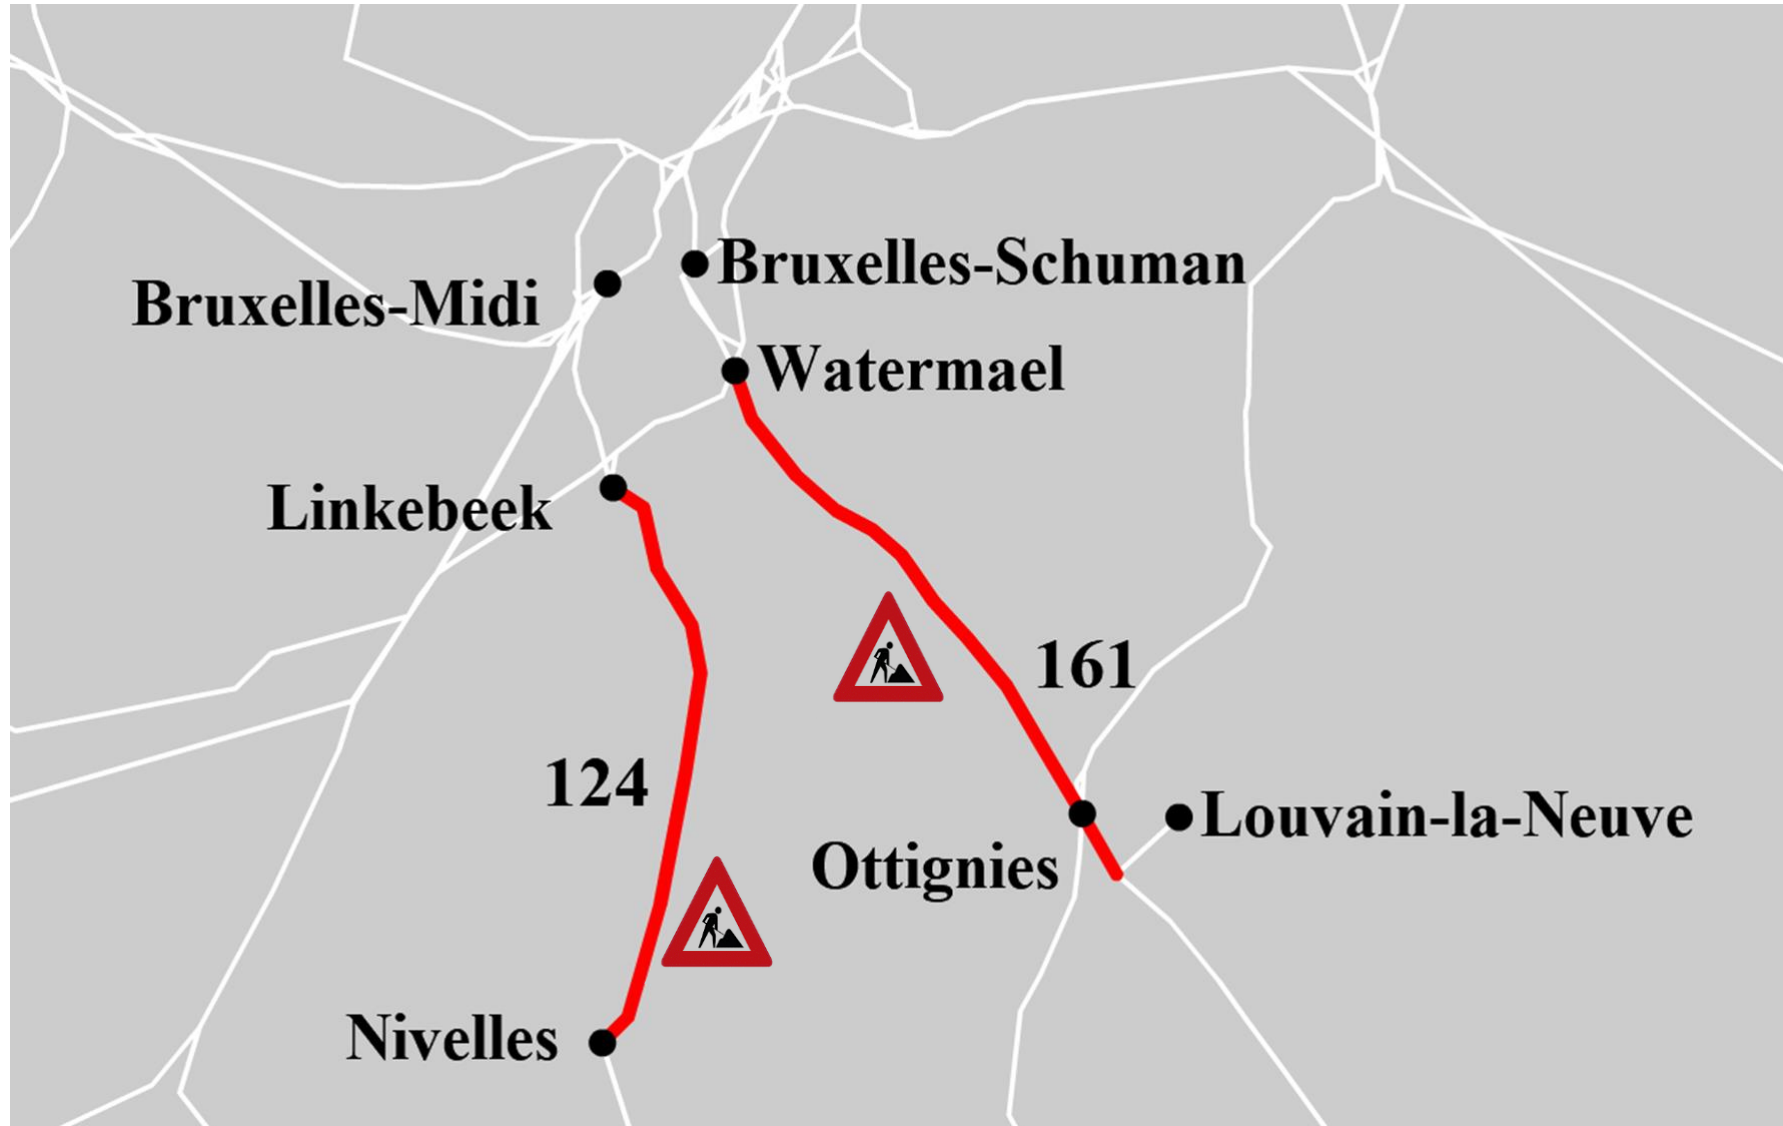 Bruxelles-Schuman
Bruxelles-Midi
Watermael
Linkebeek
161
124
Louvain-la-Neuve
Ottignies
Nivelles